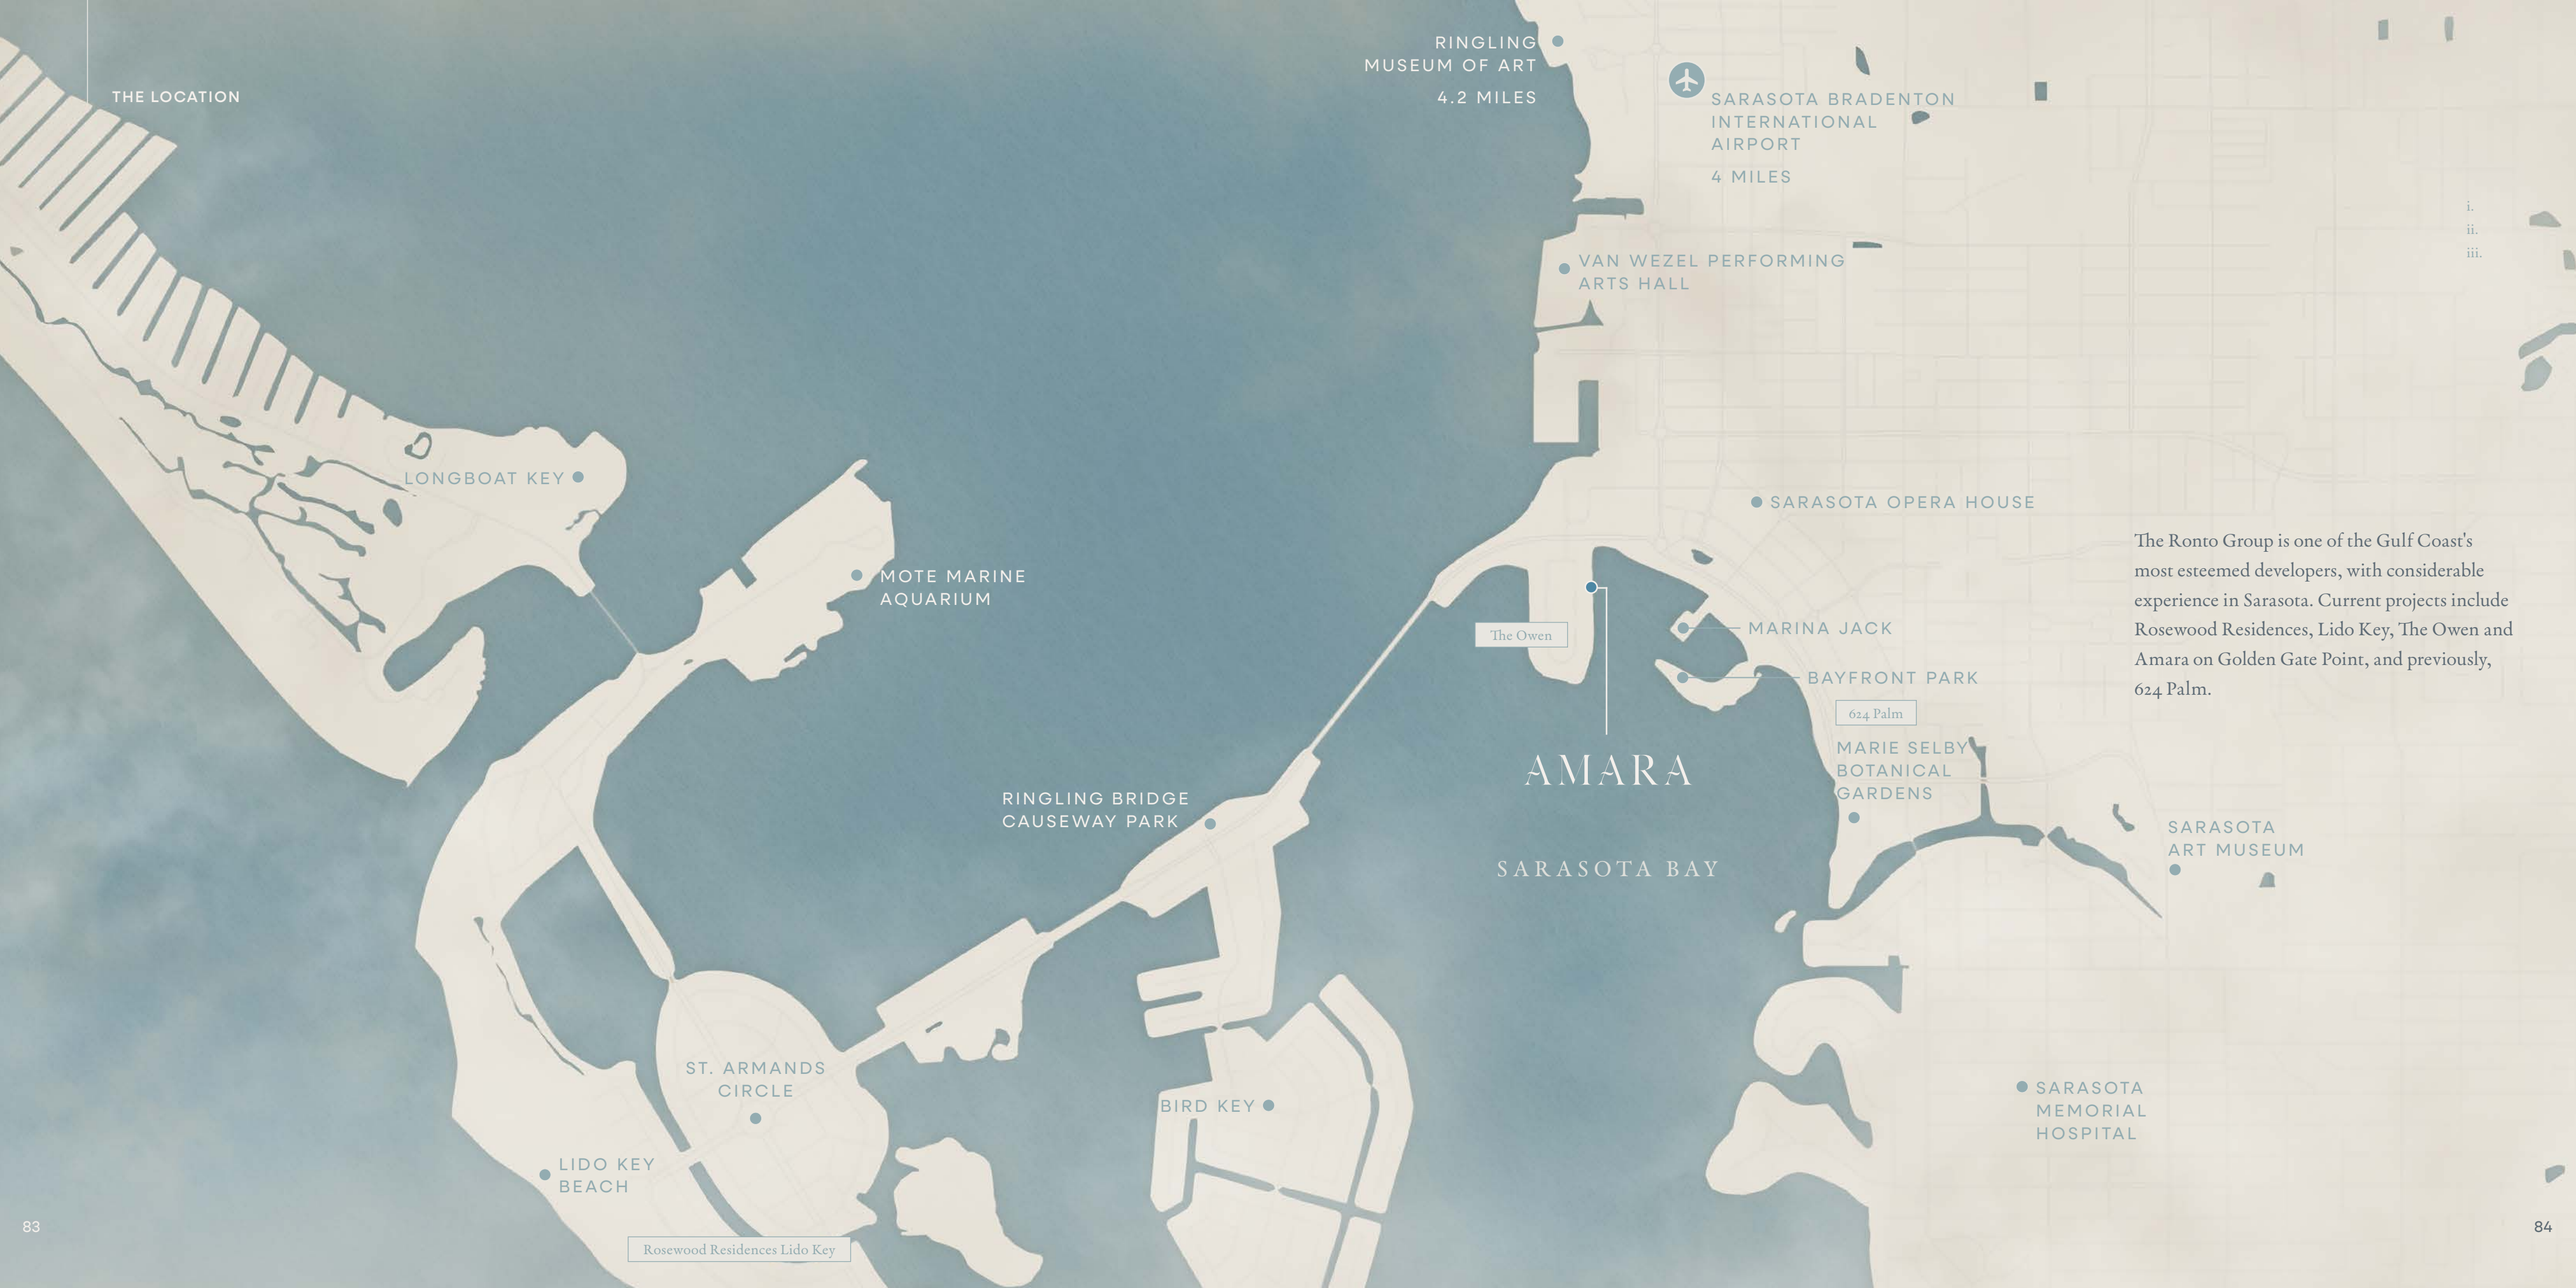 THE LOCATION
RINGLING
MUSEUM OF ART
4.2 MILES
SARASOTA BRADENTON
INTERNATIONAL
AIRPORT
4 MILES
i.
ii.
iii.
VAN WEZEL PERFORMING
ARTS HALL
LONGBOAT KEY
SARASOTA OPERA HOUSE
MOTE MARINE
AQUARIUM
The Owen
MARINA JACK
BAYFRONT PARK
624 Palm
The Ronto Group is one of the Gulf Coast's
most esteemed developers, with considerable
experience in Sarasota. Current projects include
Rosewood Residences, Lido Key, The Owen and
Amara on Golden Gate Point, and previously,
624 Palm.
MARIE SELBY
BOTANICAL
GARDENS
AMARA
RINGLING BRIDGE
CAUSEWAY PARK
SARASOTA BAY
SARASOTA
ART MUSEUM
ST. ARMANDS
CIRCLE
BIRD KEY
SARASOTA
MEMORIAL
HOSPITAL
LIDO KEY
BEACH
Rosewood Residences Lido Key
83
84